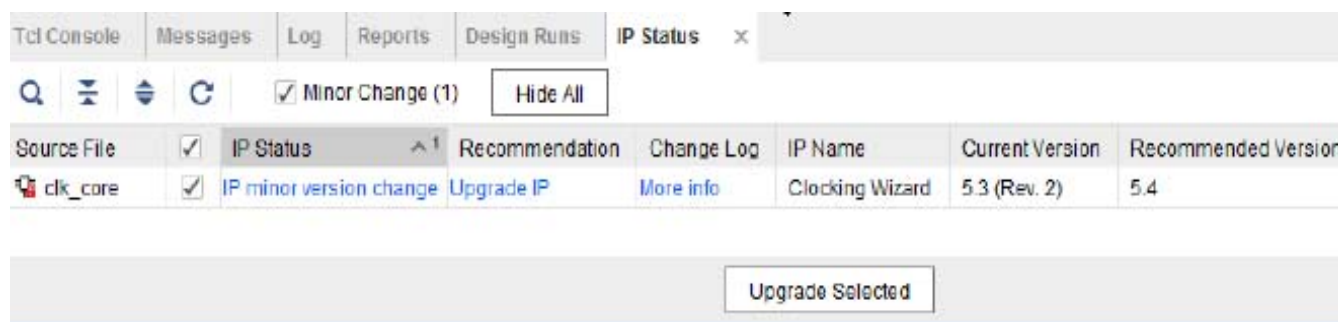 Tcl Console Messages Log Reports Design Runs IP Status ×
Minor Change (1) Hide All
Source File IP Status 1 Recommendation Change Log IP Name Current Version Recommended Version
clk_core IP minor version change Upgrade IP More info Clocking Wizard 5.3 (Rev. 2) 5.4
Upgrade Selected